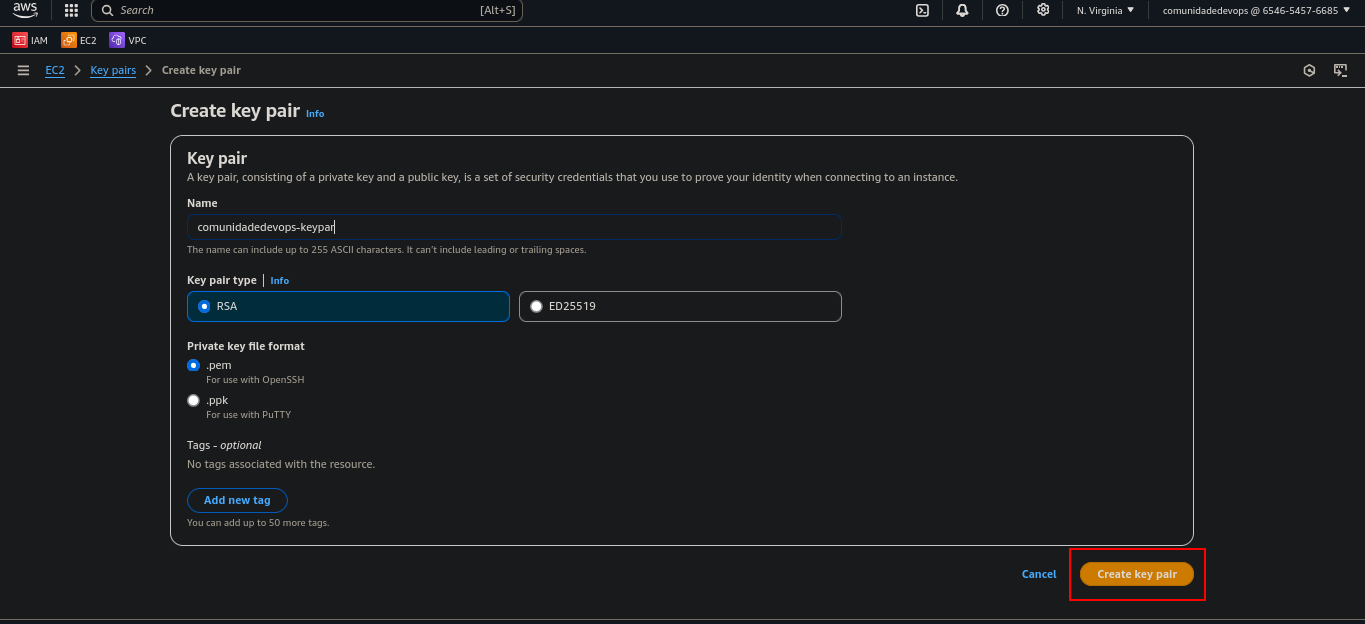 aws
Search [Alt+S] N. Virginia comunidadedevops @ 6546-5457-6685
IAM EC2 VPC
EC2 Key pairs Create key pair
Create key pair Info
Key pair
A key pair, consisting of a private key and a public key, is a set of security credentials that you use to prove your identity when connecting to an instance.
Name
comunidadedevops-keypar
The name can include up to 255 ASCII characters. It can't include leading or trailing spaces.
Key pair type | Info
RSA ED25519
Private key file format
.pem
For use with OpenSSH
.ppk
For use with PuTTY
Tags - optional
No tags associated with the resource.
Add new tag
You can add up to 50 more tags.
Cancel Create key pair